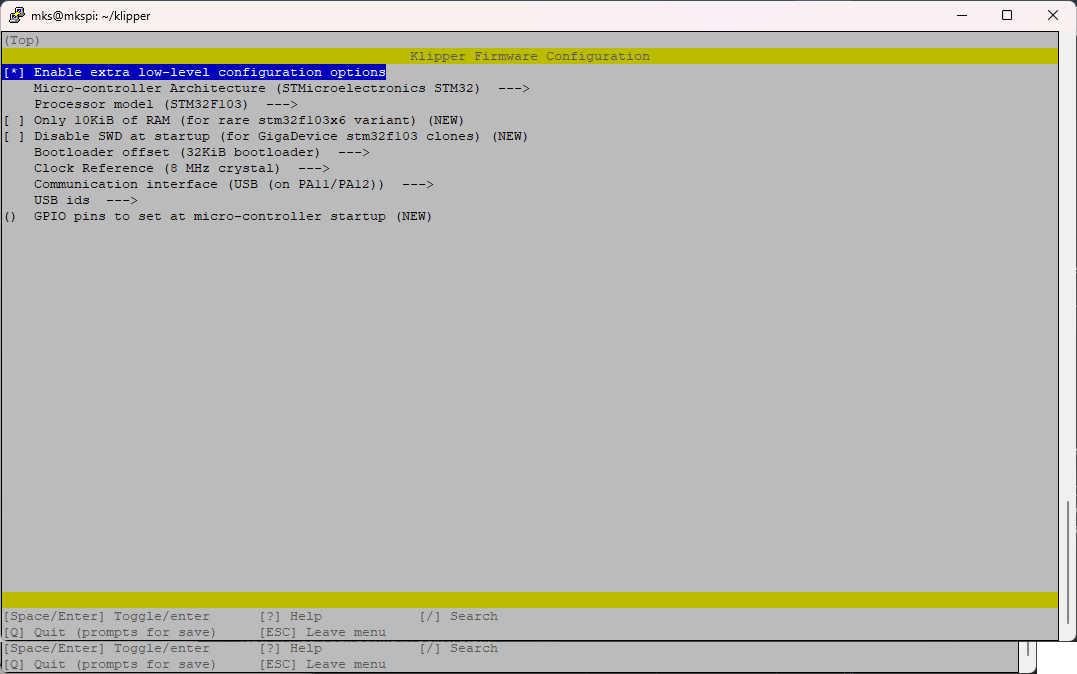 mks@mkspi: ~/klipper
(Top)
Klipper Firmware Configuration
[*] Enable extra low-level configuration options
    Micro-controller Architecture (STMicroelectronics STM32)  --->
    Processor model (STM32F103)  --->
[ ] Only 10KiB of RAM (for rare stm32f103x6 variant) (NEW)
[ ] Disable SWD at startup (for GigaDevice stm32f103 clones) (NEW)
    Bootloader offset (32KiB bootloader)  --->
    Clock Reference (8 MHz crystal)  --->
    Communication interface (USB (on PA11/PA12))  --->
    USB ids  --->
()  GPIO pins to set at micro-controller startup (NEW)
[Space/Enter] Toggle/enter      [?] Help            [/] Search
[Q] Quit (prompts for save)     [ESC] Leave menu
[Space/Enter] Toggle/enter      [?] Help            [/] Search
[Q] Quit (prompts for save)     [ESC] Leave menu